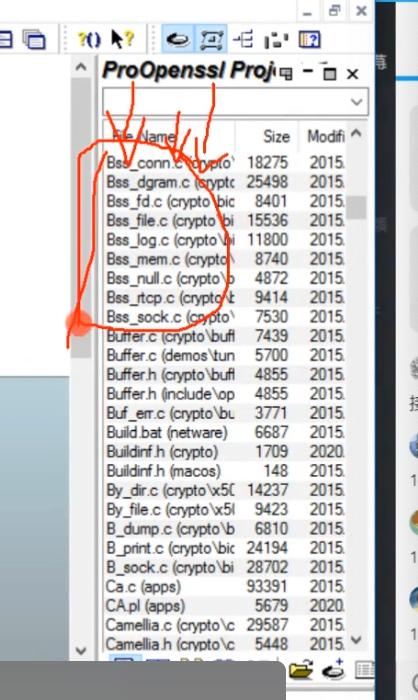 ProOpenssl Proj
File Name Size Modifi
Bss_conn.c (crypto\ 18275 2015.
Bss_dgram.c (crypto 25498 2015.
Bss_fd.c (crypto\bio 8401 2015.
Bss_file.c (crypto\bi 15536 2015.
Bss_log.c (crypto\bi 11800 2015.
Bss_mem.c (crypto\ 8740 2015.
Bss_null.c (crypto\b 4872 2015.
Bss_rtcp.c (crypto\b 9414 2015.
Bss_sock.c (crypto\ 7530 2015.
Buffer.c (crypto\buff 7439 2015.
Buffer.c (demos\tun 5700 2015.
Buffer.h (crypto\buff 4855 2015.
Buffer.h (include\op 4855 2015.
Buf_err.c (crypto\bu 3771 2015.
Build.bat (netware) 6687 2015.
Buildinf.h (crypto) 1709 2020.
Buildinf.h (macos) 148 2015.
By_dir.c (crypto\x50 14237 2015.
By_file.c (crypto\x50 9423 2015.
B_dump.c (crypto\b 6810 2015.
B_print.c (crypto\bio 24194 2015.
B_sock.c (crypto\bi 28702 2015.
Ca.c (apps) 93391 2015.
CA.pl (apps) 5679 2020.
Camellia.c (crypto\c 29587 2015.
Camellia.h (crypto\c 5448 2015.